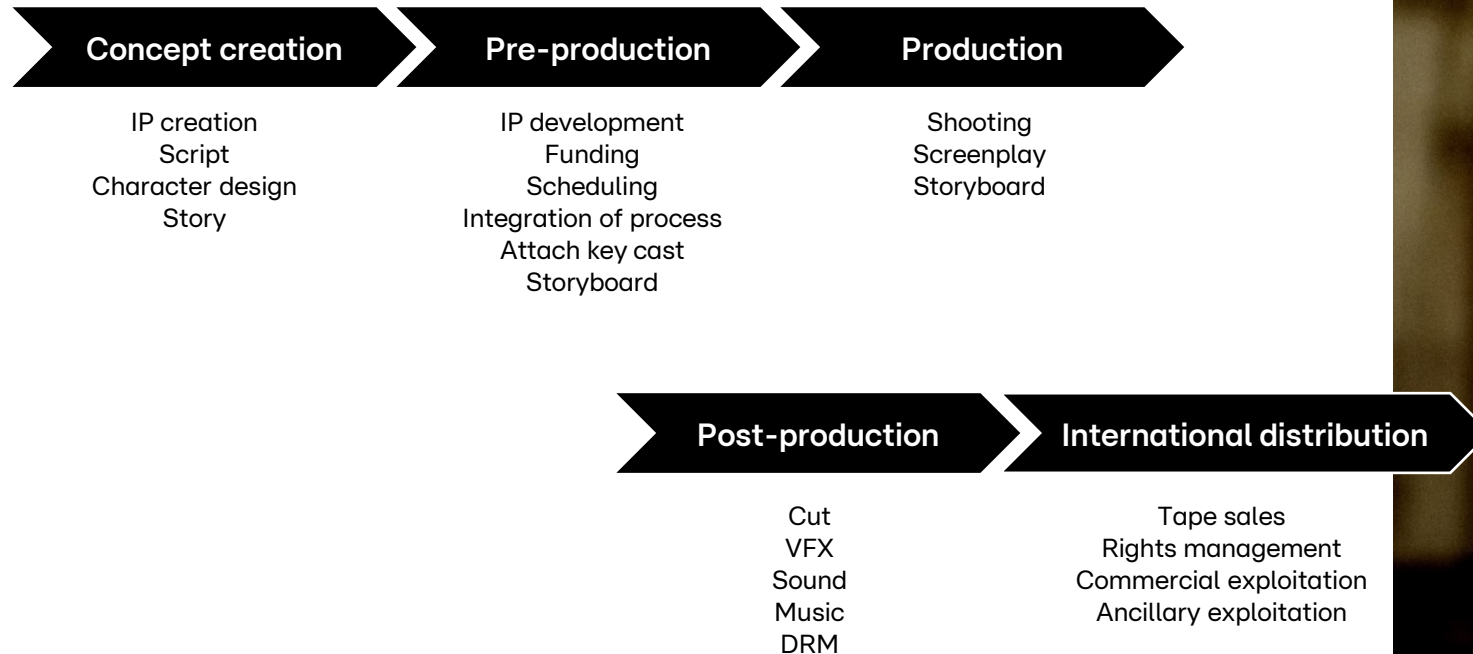 Concept creation
IP creation
Script
Character design
Story
Pre-production
IP development
Funding
Scheduling
Integration of process
Attach key cast
Storyboard
Production
Shooting
Screenplay
Storyboard
Post-production
Cut
VFX
Sound
Music
DRM
International distribution
Tape sales
Rights management
Commercial exploitation
Ancillary exploitation